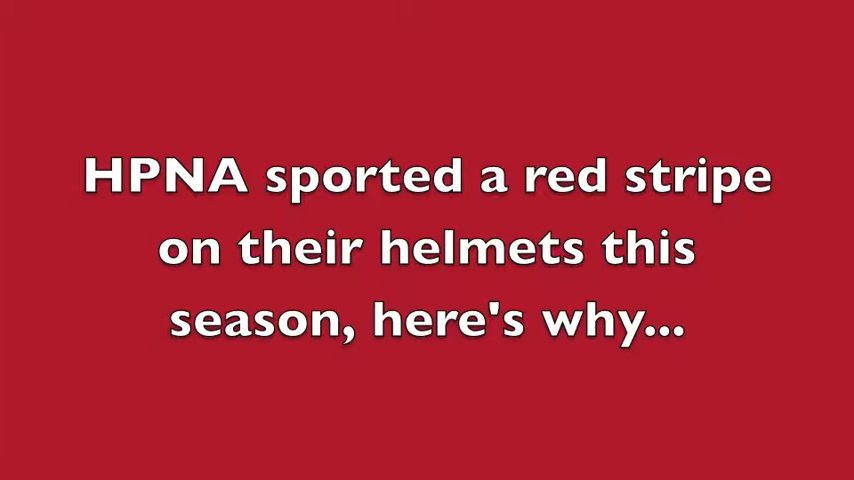 HPNA sported a red stripe
on their helmets this
season, here's why...